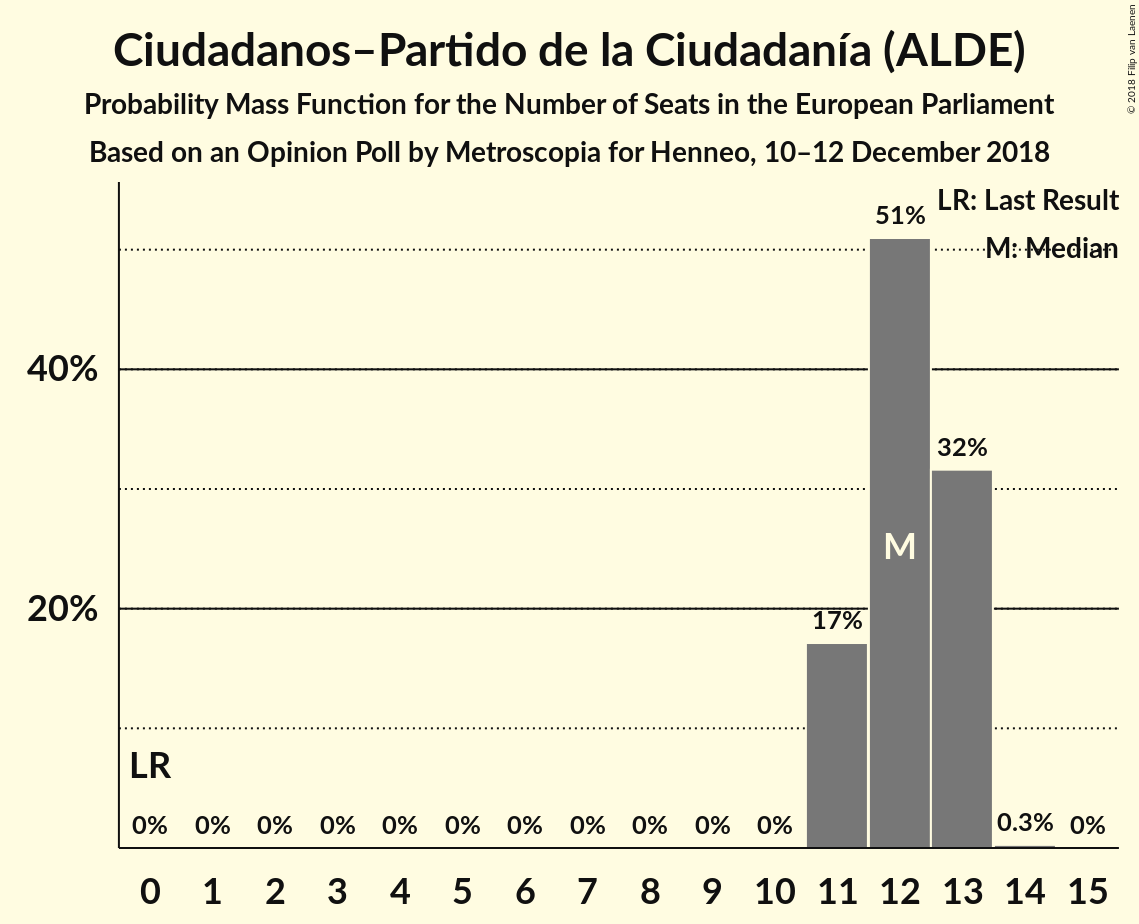 Ciudadanos–Partido de la Ciudadanía (ALDE)
Probability Mass Function for the Number of Seats in the European Parliament
Based on an Opinion Poll by Metroscopia for Henneo, 10–12 December 2018
© 2018 Filip van Laenen
LR: Last Result
M: Median
51%
40%
32%
M
20%
17%
LR
0% 0% 0% 0% 0% 0% 0% 0% 0% 0% 0% 0.3% 0%
0 1 2 3 4 5 6 7 8 9 10 11 12 13 14 15